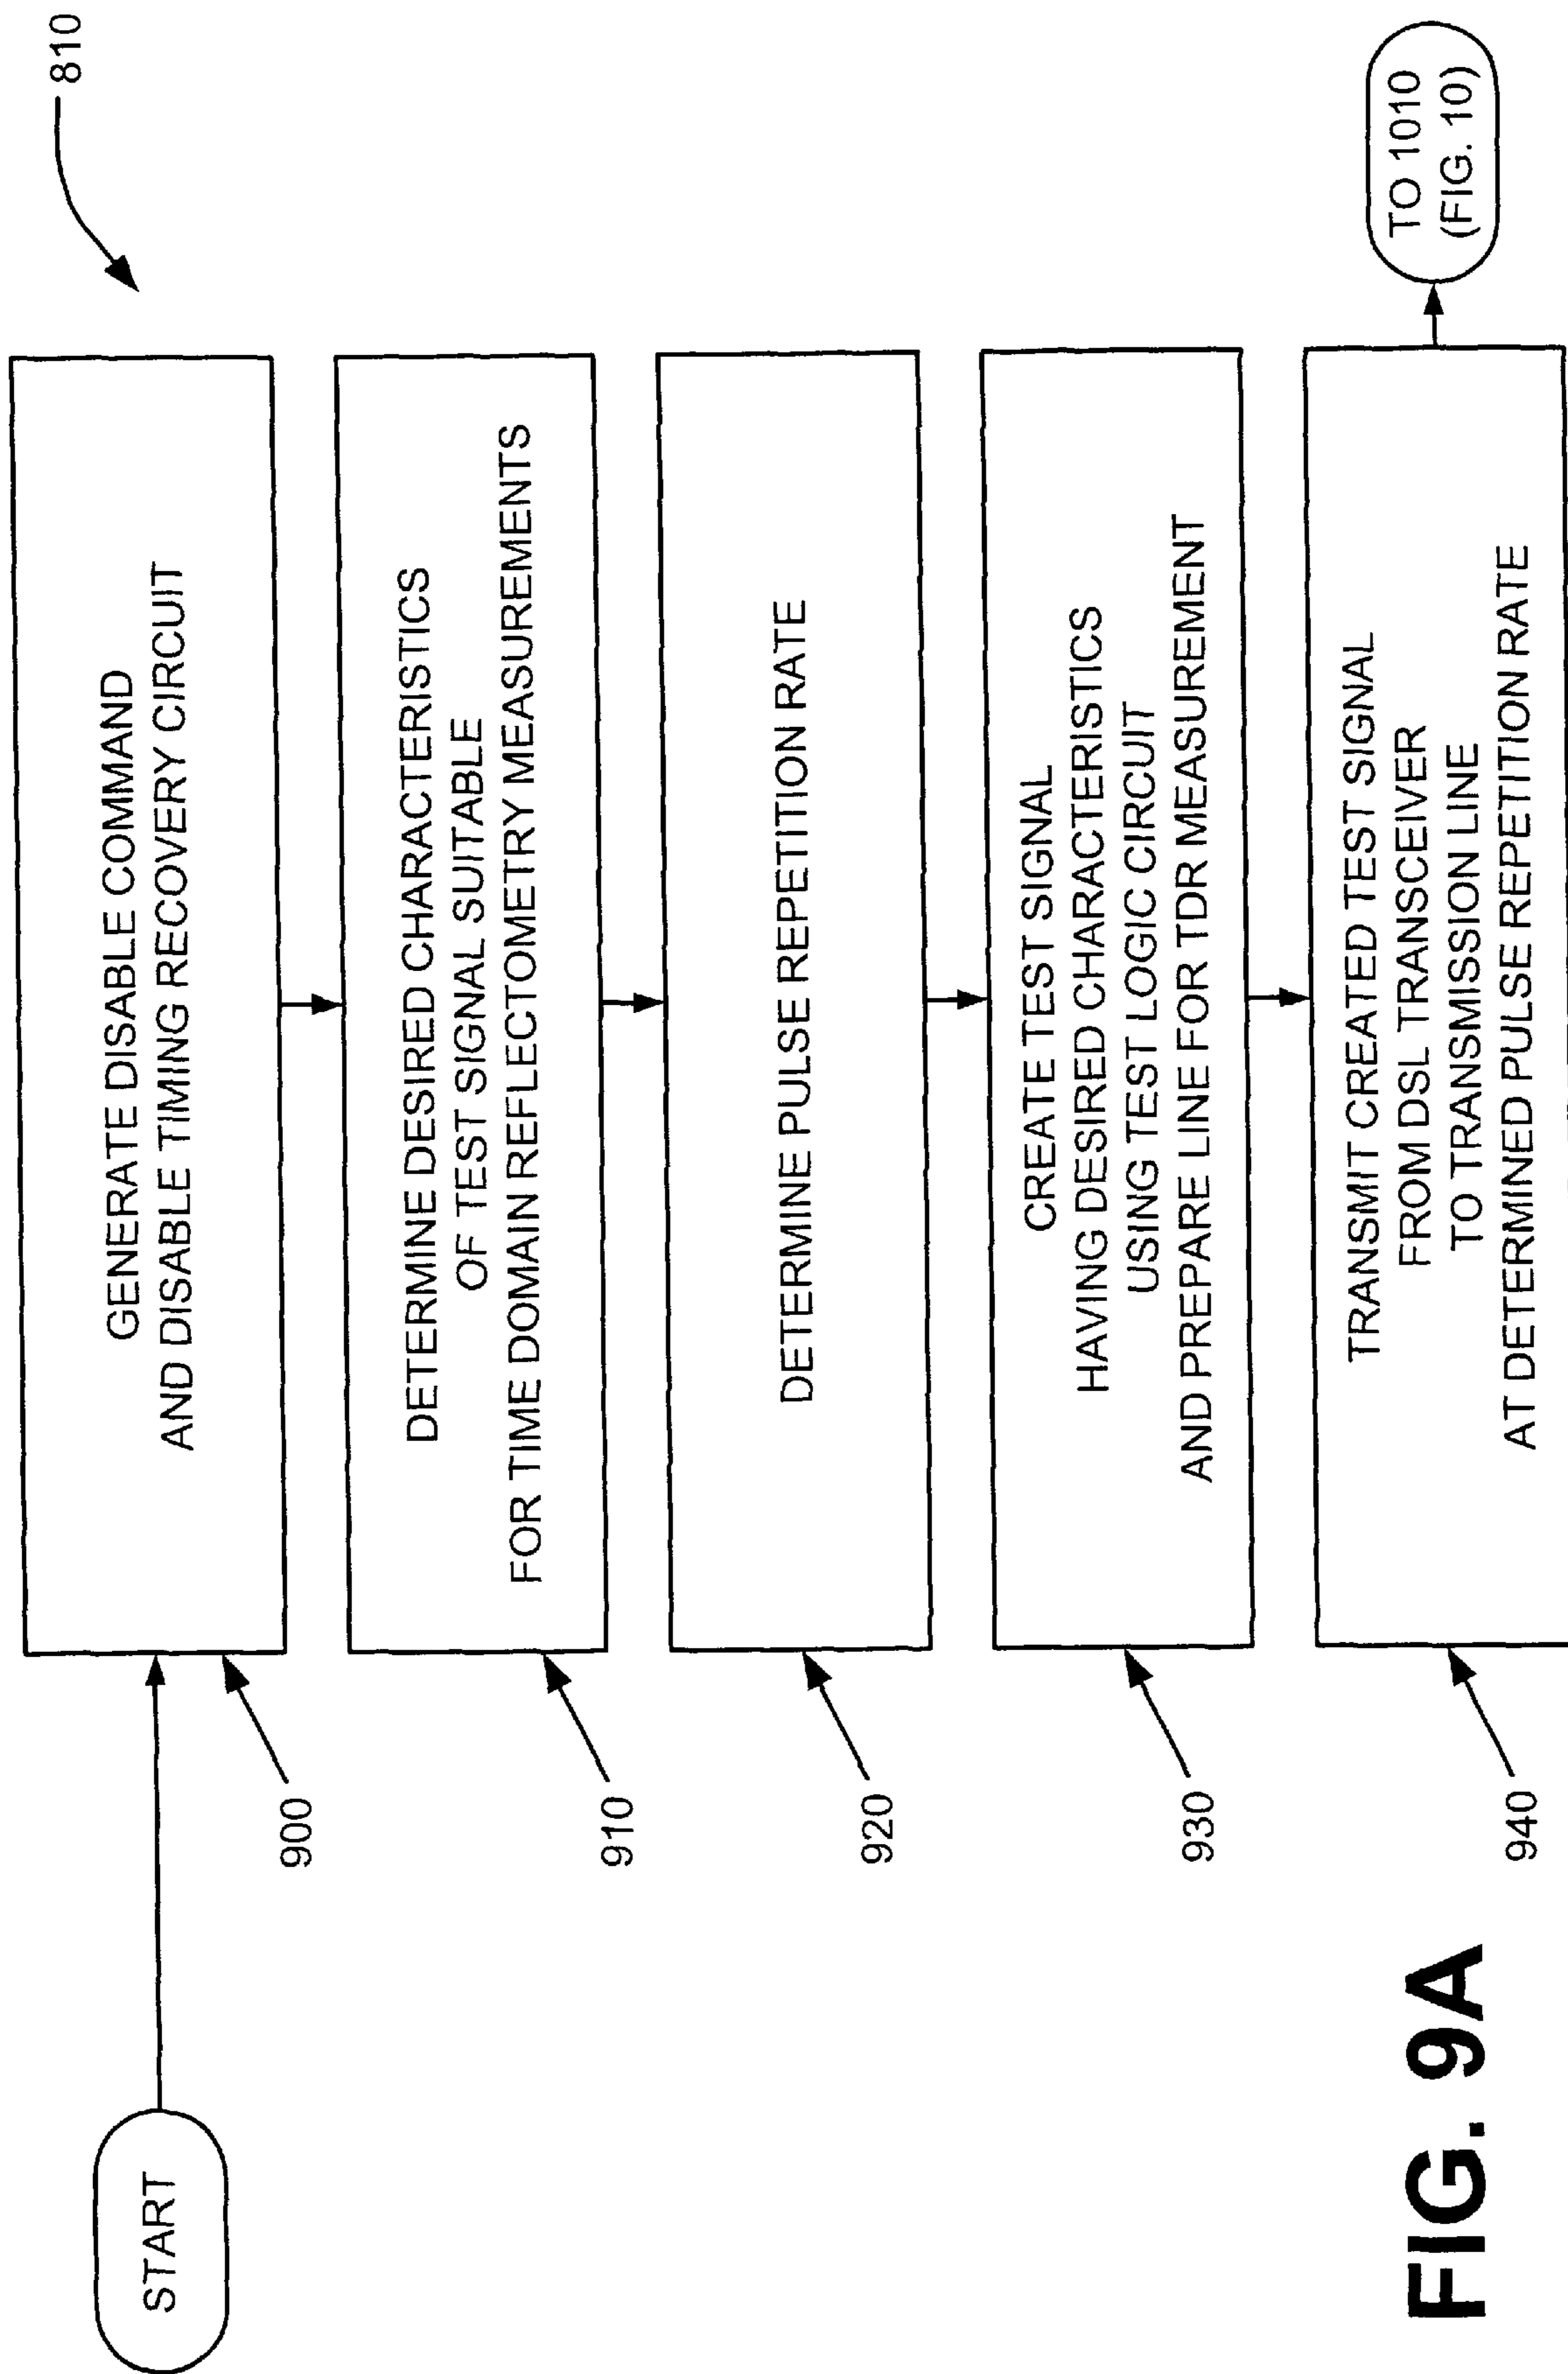 810
START
GENERATE DISABLE COMMAND
AND DISABLE TIMING RECOVERY CIRCUIT
900
DETERMINE DESIRED CHARACTERISTICS
OF TEST SIGNAL SUITABLE
FOR TIME DOMAIN REFLECTOMETRY MEASUREMENTS
910
DETERMINE PULSE REPETITION RATE
920
CREATE TEST SIGNAL
HAVING DESIRED CHARACTERISTICS
USING TEST LOGIC CIRCUIT
AND PREPARE LINE FOR TDR MEASUREMENT
930
TRANSMIT CREATED TEST SIGNAL
FROM DSL TRANSCEIVER
TO TRANSMISSION LINE
AT DETERMINED PULSE REPETITION RATE
940
TO 1010
(FIG. 10)
FIG. 9A